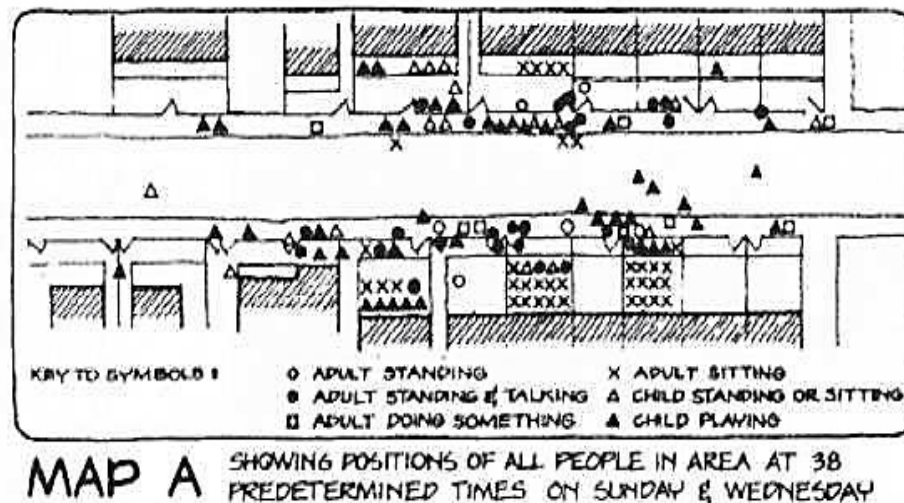 KEY TO SYMBOLS :
○ ADULT STANDING
● ADULT STANDING & TALKING
□ ADULT DOING SOMETHING
X ADULT SITTING
△ CHILD STANDING OR SITTING
▲ CHILD PLAYING
MAP A
SHOWING POSITIONS OF ALL PEOPLE IN AREA AT 38
PREDETERMINED TIMES ON SUNDAY & WEDNESDAY